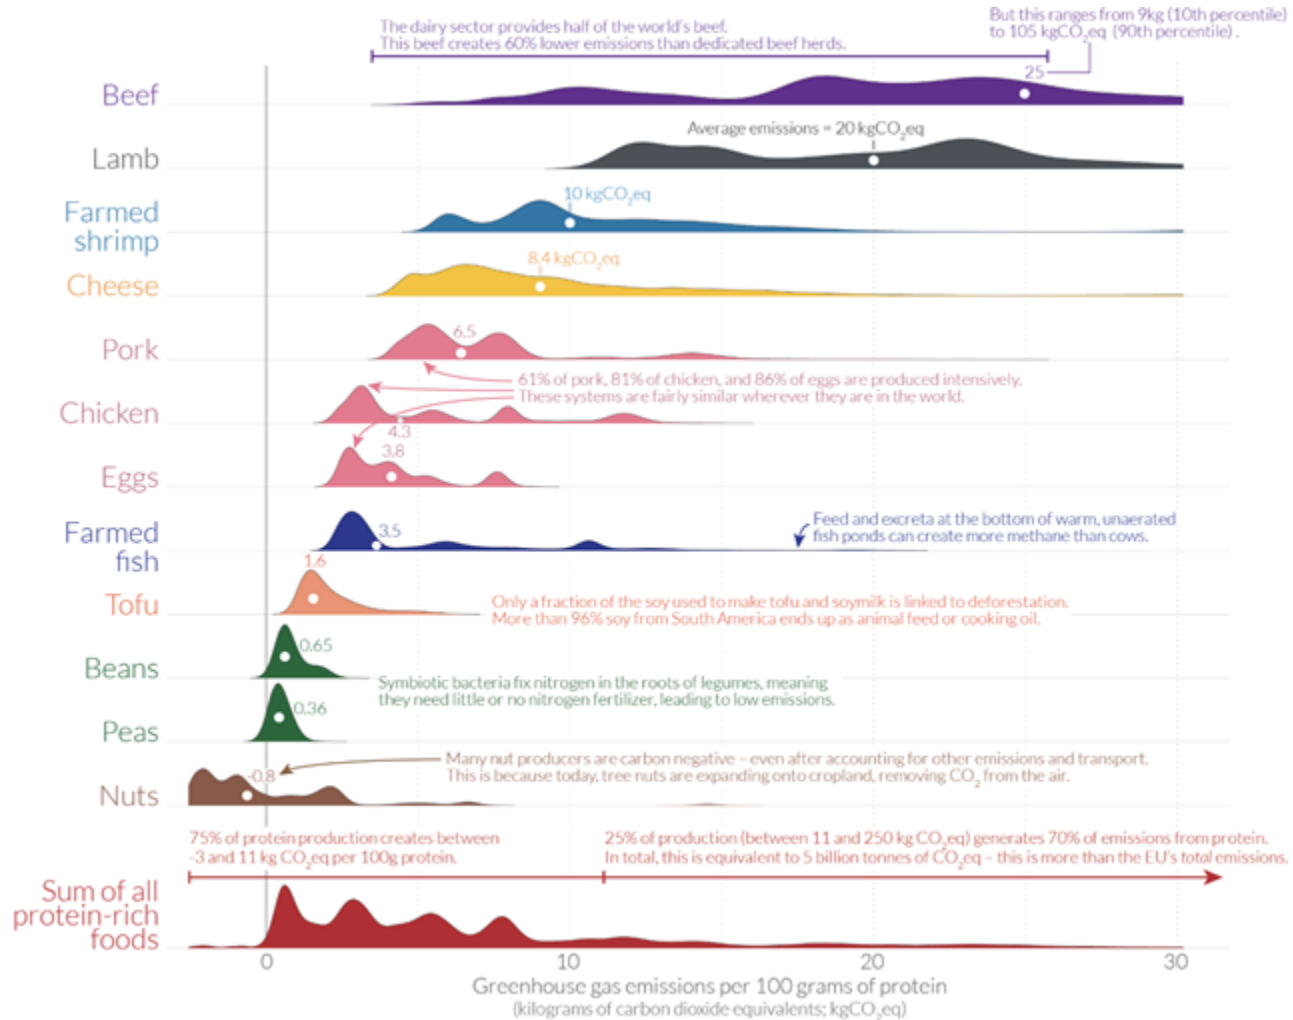 The dairy sector provides half of the world's beef.
This beef creates 60% lower emissions than dedicated beef herds.
But this ranges from 9kg (10th percentile)
to 105 kgCO₂eq (90th percentile) .
25
Beef
Average emissions = 20 kgCO₂eq
Lamb
10 kgCO₂eq
Farmed
shrimp
8.4 kgCO₂eq
Cheese
6.5
Pork
61% of pork, 81% of chicken, and 86% of eggs are produced intensively.
These systems are fairly similar wherever they are in the world.
Chicken
4.3
3.8
Eggs
Farmed
fish
3.5
Feed and excreta at the bottom of warm, unaerated
fish ponds can create more methane than cows.
1.6
Tofu
Only a fraction of the soy used to make tofu and soymilk is linked to deforestation.
More than 96% soy from South America ends up as animal feed or cooking oil.
0.65
Beans
Symbiotic bacteria fix nitrogen in the roots of legumes, meaning
they need little or no nitrogen fertilizer, leading to low emissions.
0.36
Peas
Many nut producers are carbon negative – even after accounting for other emissions and transport.
This is because today, tree nuts are expanding onto cropland, removing CO₂ from the air.
-0.8
Nuts
75% of protein production creates between
-3 and 11 kg CO₂eq per 100g protein.
25% of production (between 11 and 250 kg CO₂eq) generates 70% of emissions from protein.
In total, this is equivalent to 5 billion tonnes of CO₂eq – this is more than the EU's total emissions.
Sum of all
protein-rich
foods
0 10 20 30
Greenhouse gas emissions per 100 grams of protein
(kilograms of carbon dioxide equivalents; kgCO₂eq)